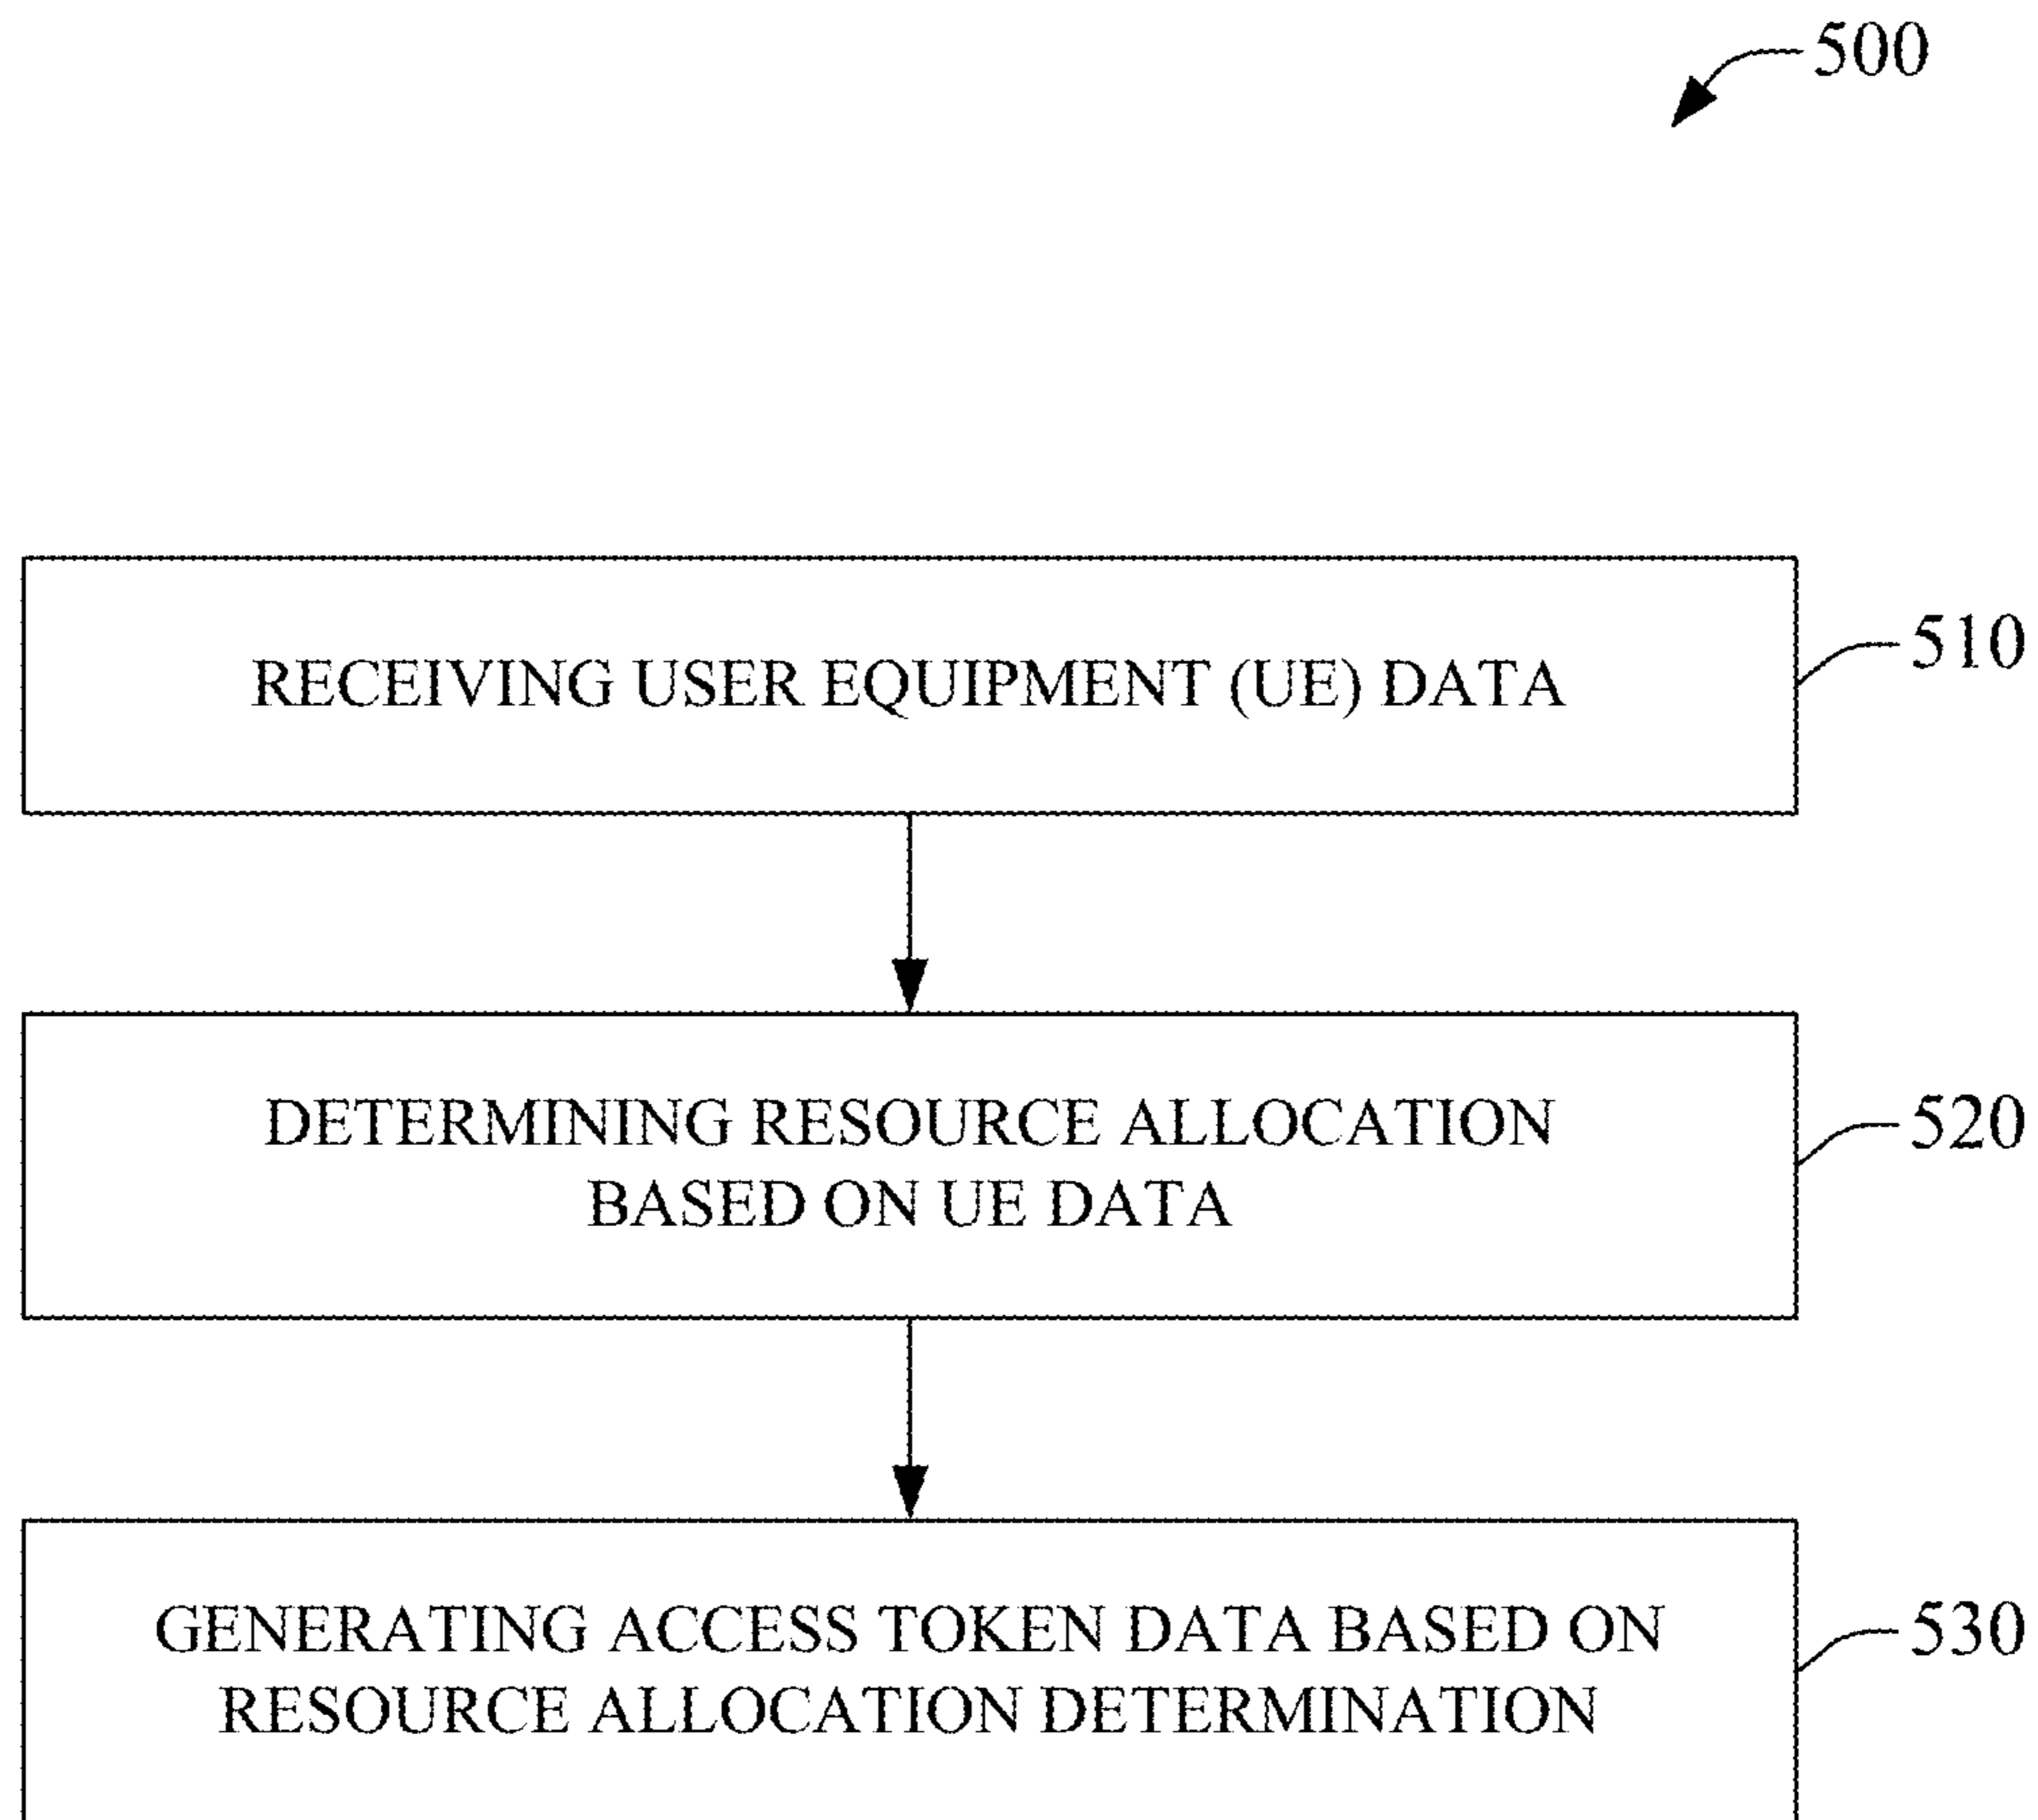 500
RECEIVING USER EQUIPMENT (UE) DATA
510
DETERMINING RESOURCE ALLOCATION
BASED ON UE DATA
520
GENERATING ACCESS TOKEN DATA BASED ON
RESOURCE ALLOCATION DETERMINATION
530